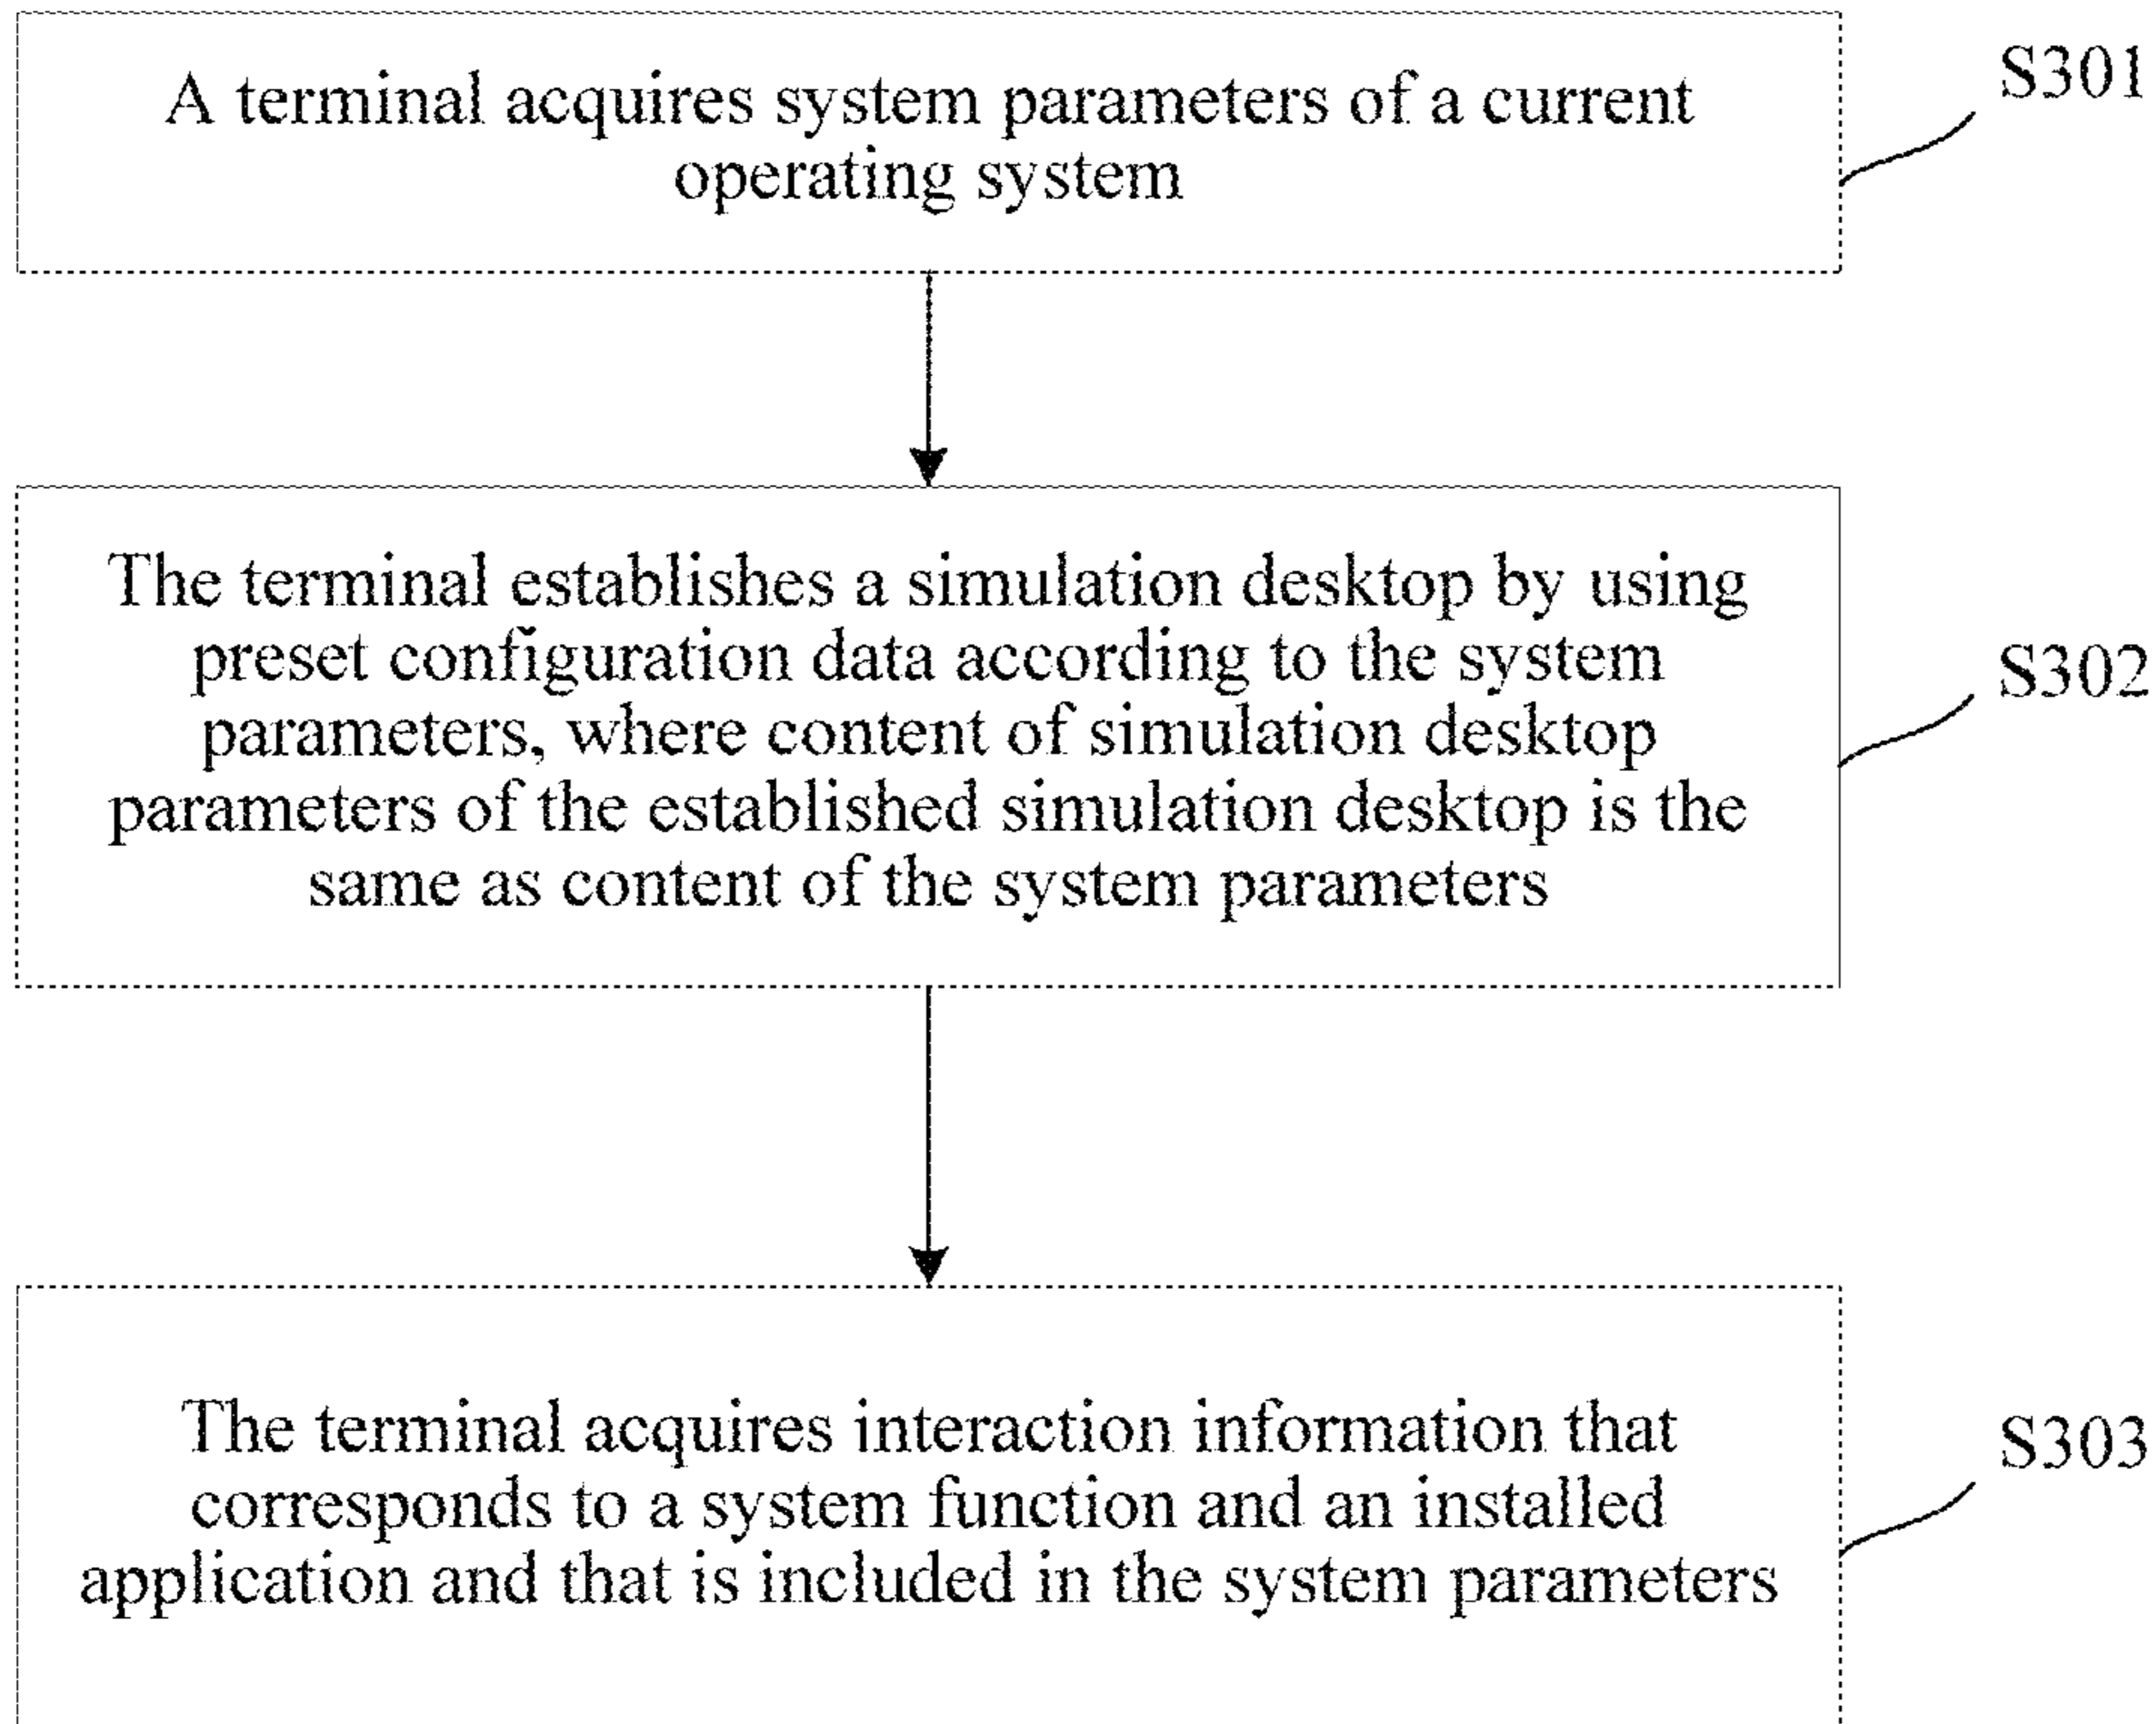 A terminal acquires system parameters of a current
operating system
S301
The terminal establishes a simulation desktop by using
preset configuration data according to the system
parameters, where content of simulation desktop
parameters of the established simulation desktop is the
same as content of the system parameters
S302
The terminal acquires interaction information that
corresponds to a system function and an installed
application and that is included in the system parameters
S303